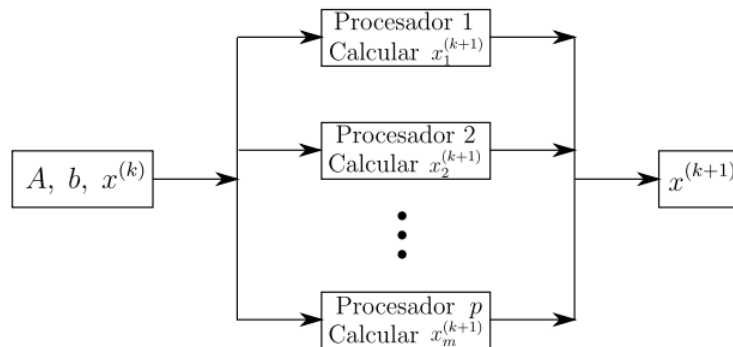 Procesador 1
Calcular $x_1^{(k+1)}$
Procesador 2
Calcular $x_2^{(k+1)}$
$A,\ b,\ x^{(k)}$
$x^{(k+1)}$
Procesador $p$
Calcular $x_m^{(k+1)}$